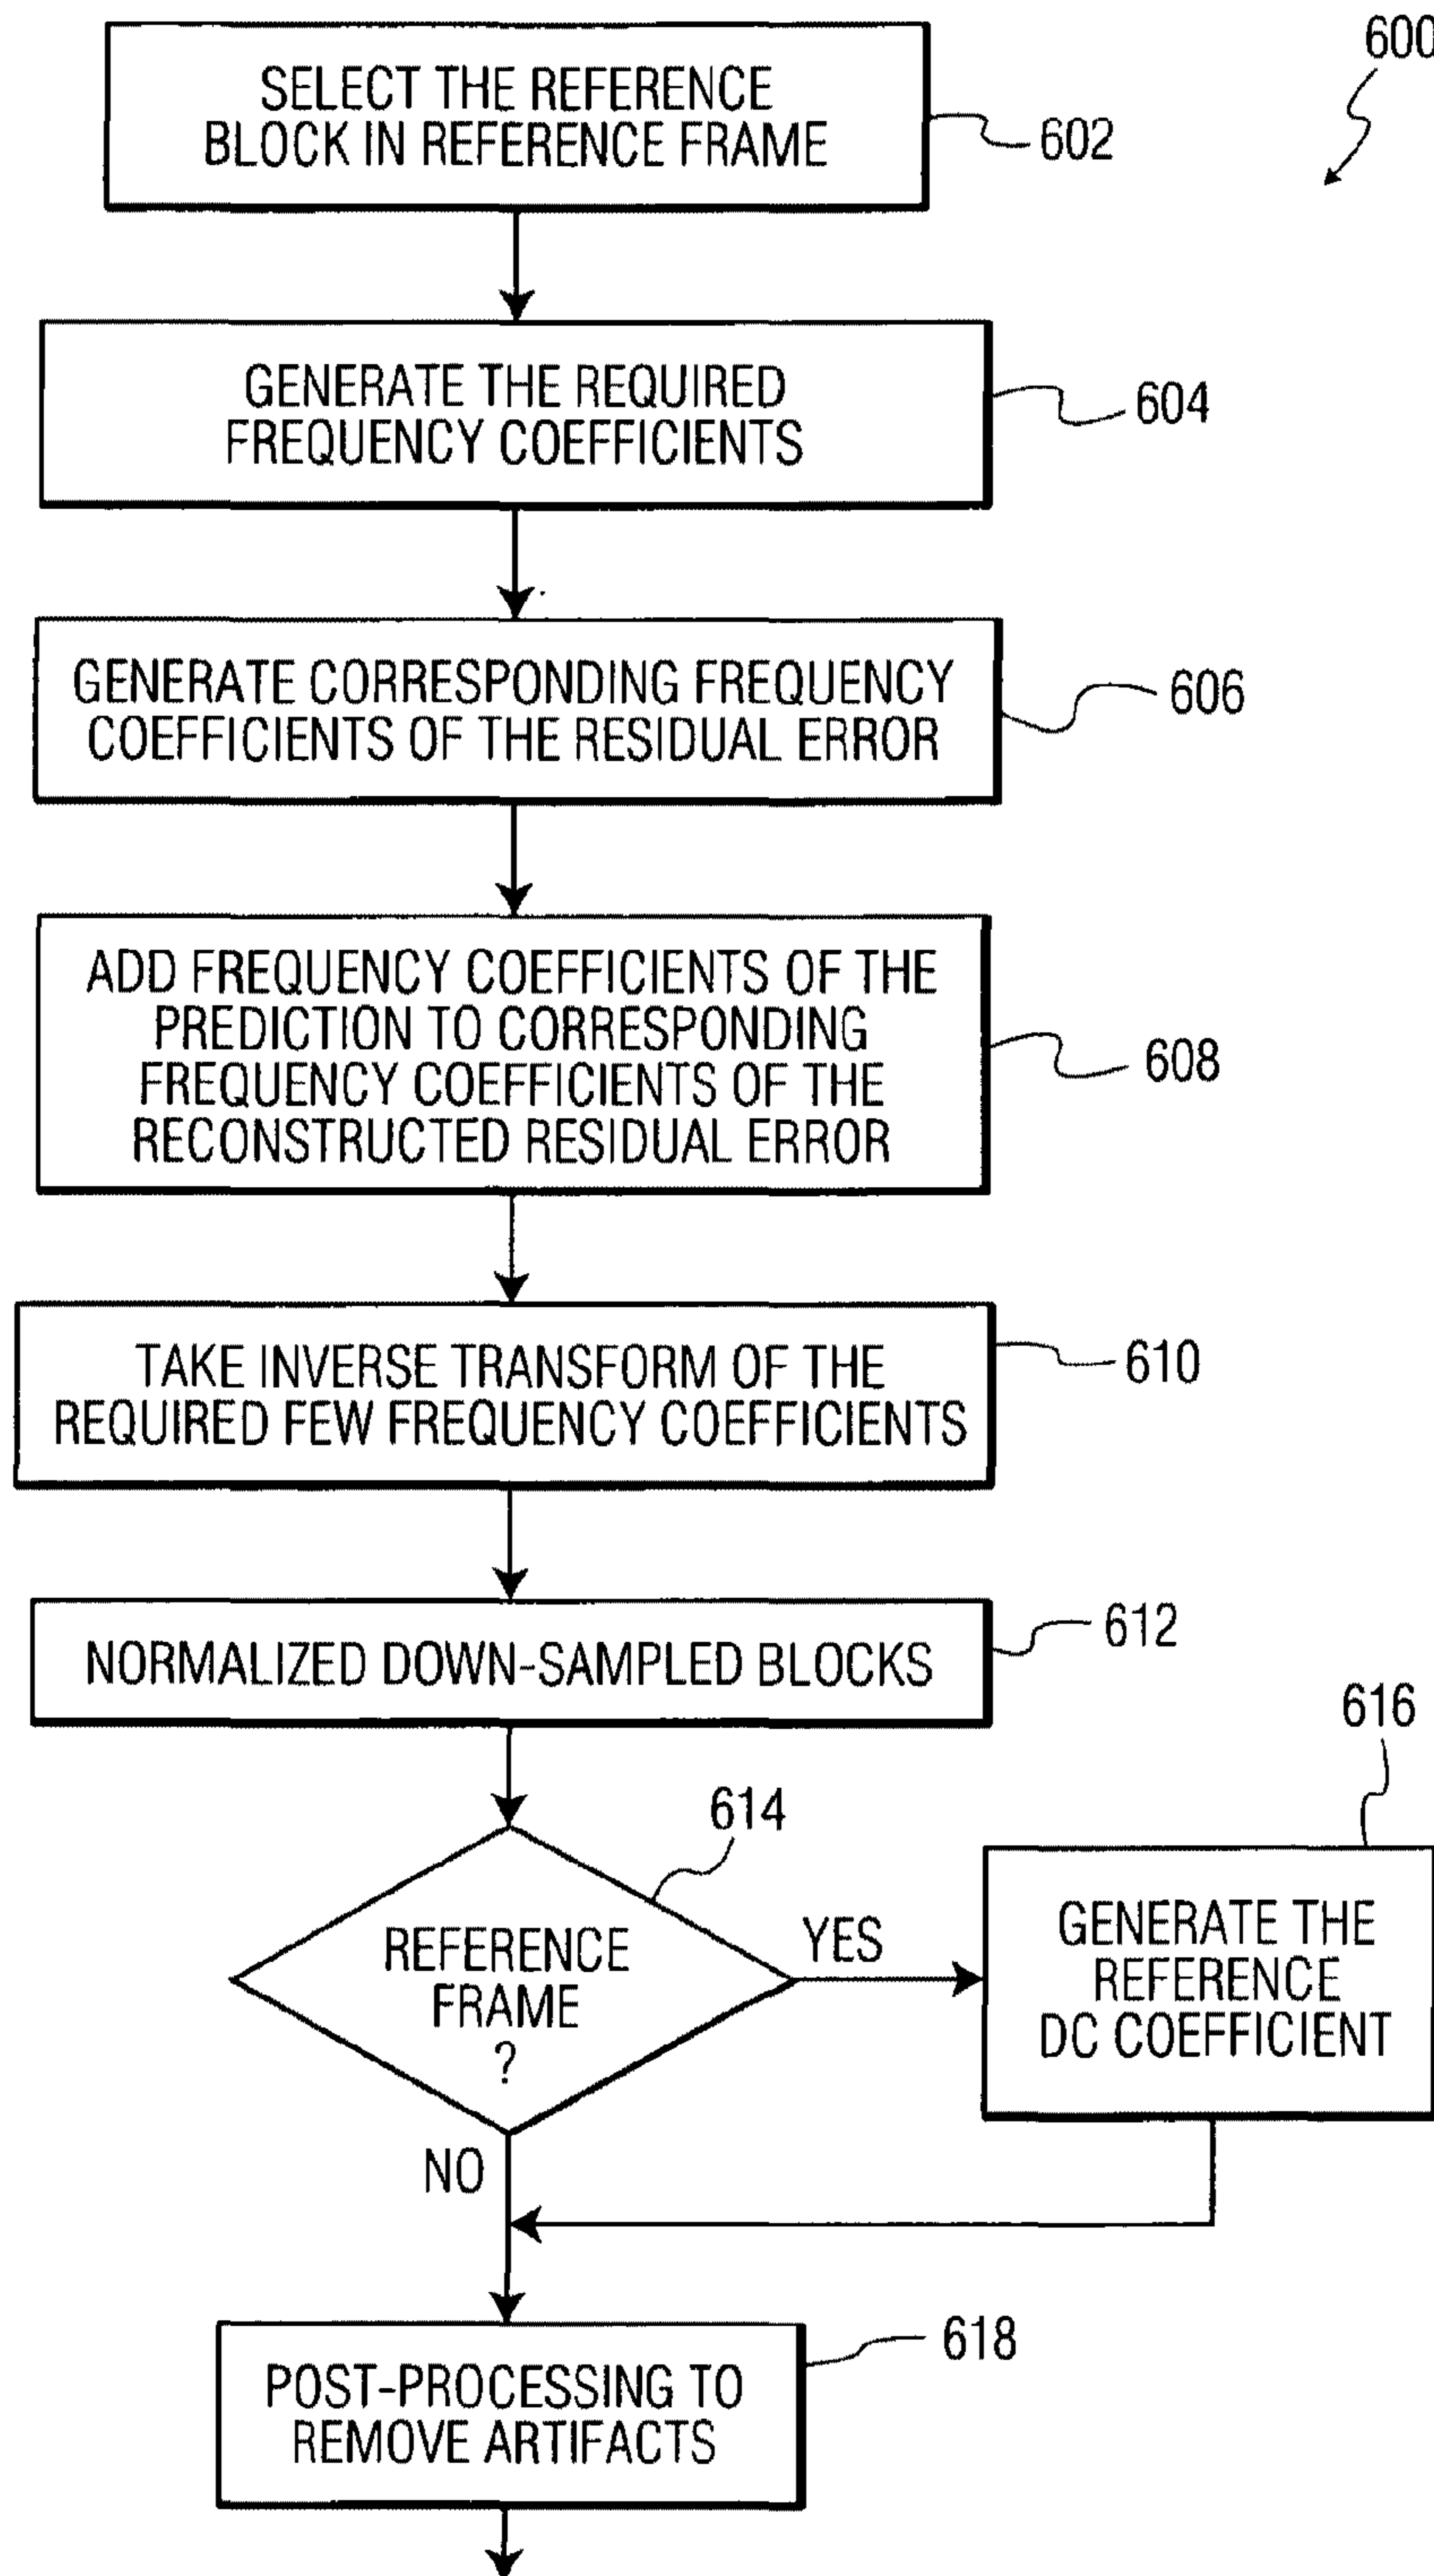 600
SELECT THE REFERENCE
BLOCK IN REFERENCE FRAME
602
GENERATE THE REQUIRED
FREQUENCY COEFFICIENTS
604
GENERATE CORRESPONDING FREQUENCY
COEFFICIENTS OF THE RESIDUAL ERROR
606
ADD FREQUENCY COEFFICIENTS OF THE
PREDICTION TO CORRESPONDING
FREQUENCY COEFFICIENTS OF THE
RECONSTRUCTED RESIDUAL ERROR
608
TAKE INVERSE TRANSFORM OF THE
REQUIRED FEW FREQUENCY COEFFICIENTS
610
NORMALIZED DOWN-SAMPLED BLOCKS
612
614
REFERENCE
FRAME
?
YES
616
GENERATE THE
REFERENCE
DC COEFFICIENT
NO
POST-PROCESSING TO
REMOVE ARTIFACTS
618